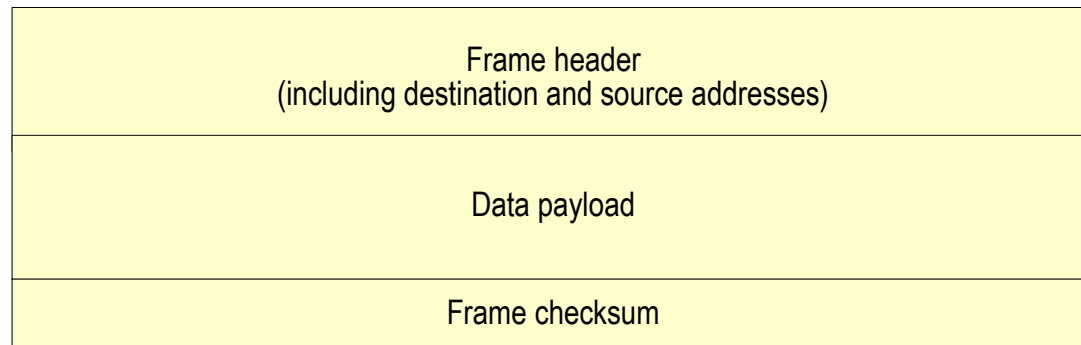 Frame header
(including destination and source addresses)
Data payload
Frame checksum